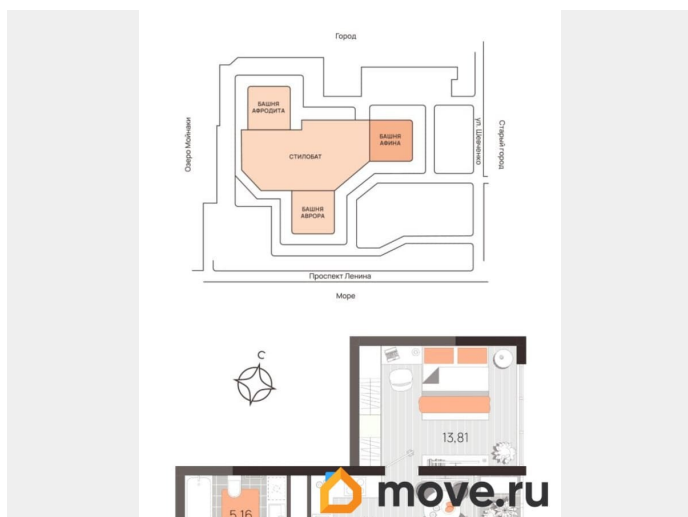 Город
БАШНЯ
АФРОДИТА
СТИЛОБАТ
БАШНЯ
АФИНА
БАШНЯ
АВРОРА
Озеро Мойнаки
ул. Шевченко
Старый город
Проспект Ленина
Море
С
13,81
5,16
move.ru